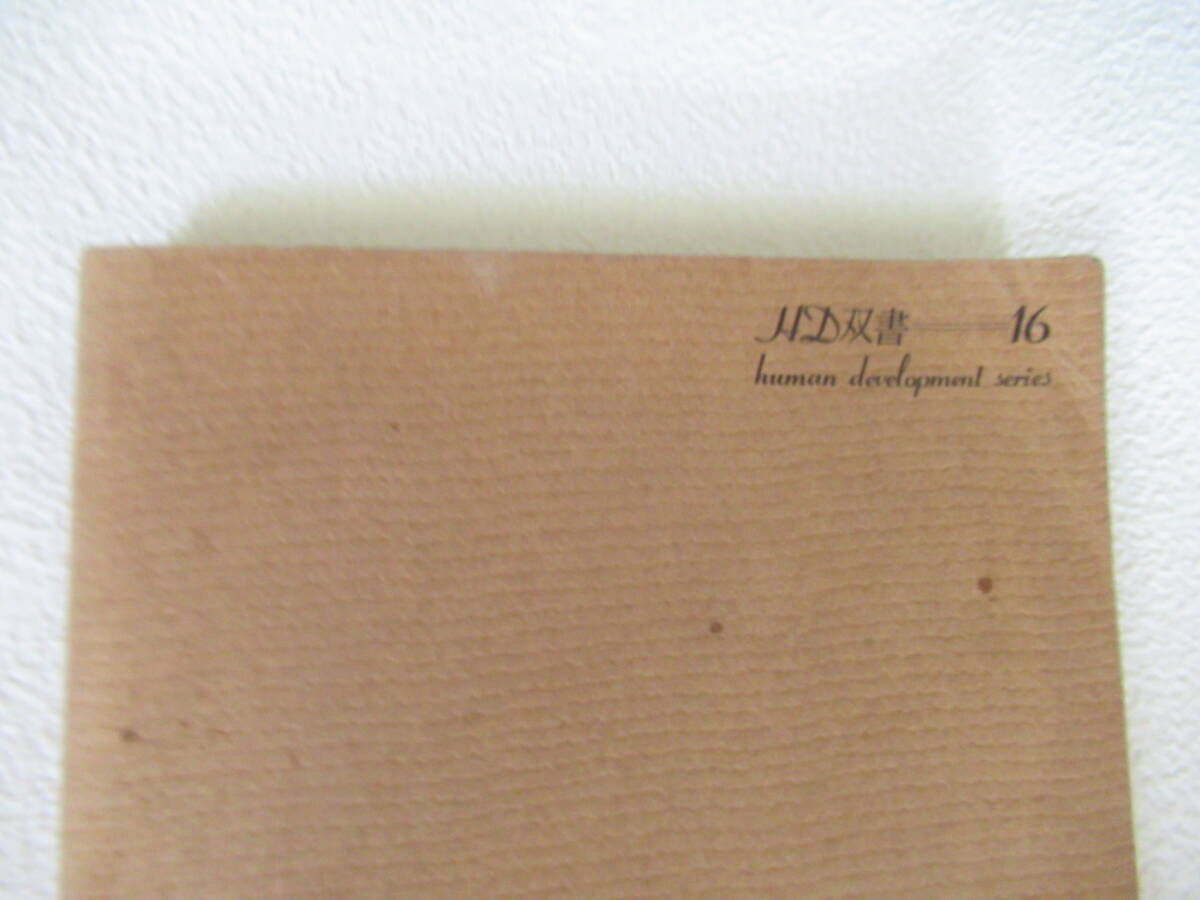 HD双書 16
human development series